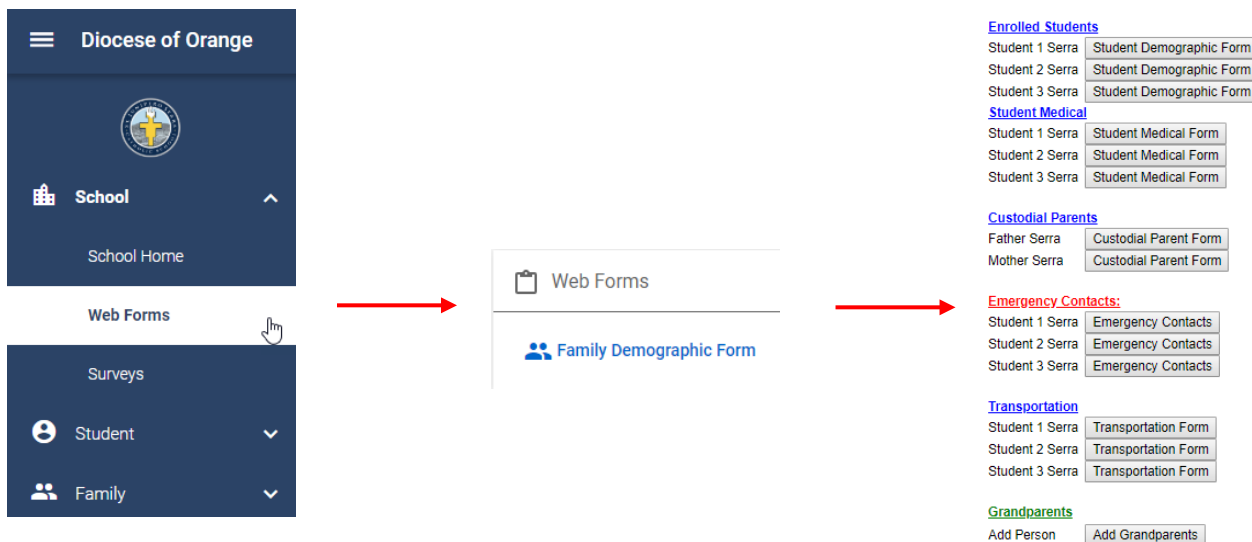 Diocese of Orange
School
School Home
Web Forms
Surveys
Student
Family
Web Forms
Family Demographic Form
Enrolled Students
Student 1 Serra Student Demographic Form
Student 2 Serra Student Demographic Form
Student 3 Serra Student Demographic Form
Student Medical
Student 1 Serra Student Medical Form
Student 2 Serra Student Medical Form
Student 3 Serra Student Medical Form
Custodial Parents
Father Serra Custodial Parent Form
Mother Serra Custodial Parent Form
Emergency Contacts:
Student 1 Serra Emergency Contacts
Student 2 Serra Emergency Contacts
Student 3 Serra Emergency Contacts
Transportation
Student 1 Serra Transportation Form
Student 2 Serra Transportation Form
Student 3 Serra Transportation Form
Grandparents
Add Person Add Grandparents